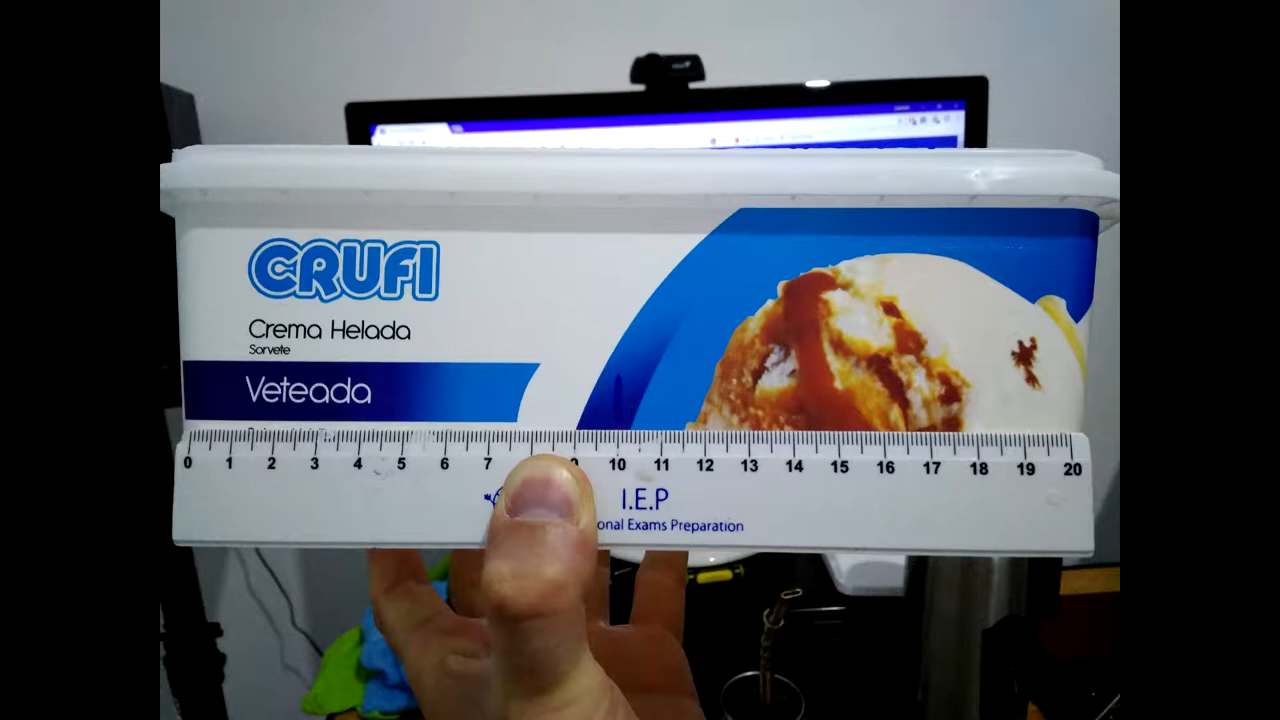 CRUFI
Crema Helada
Sorvete
Veteada
0 1 2 3 4 5 6 7 9 10 11 12 13 14 15 16 17 18 19 20
I.E.P
onal Exams Preparation